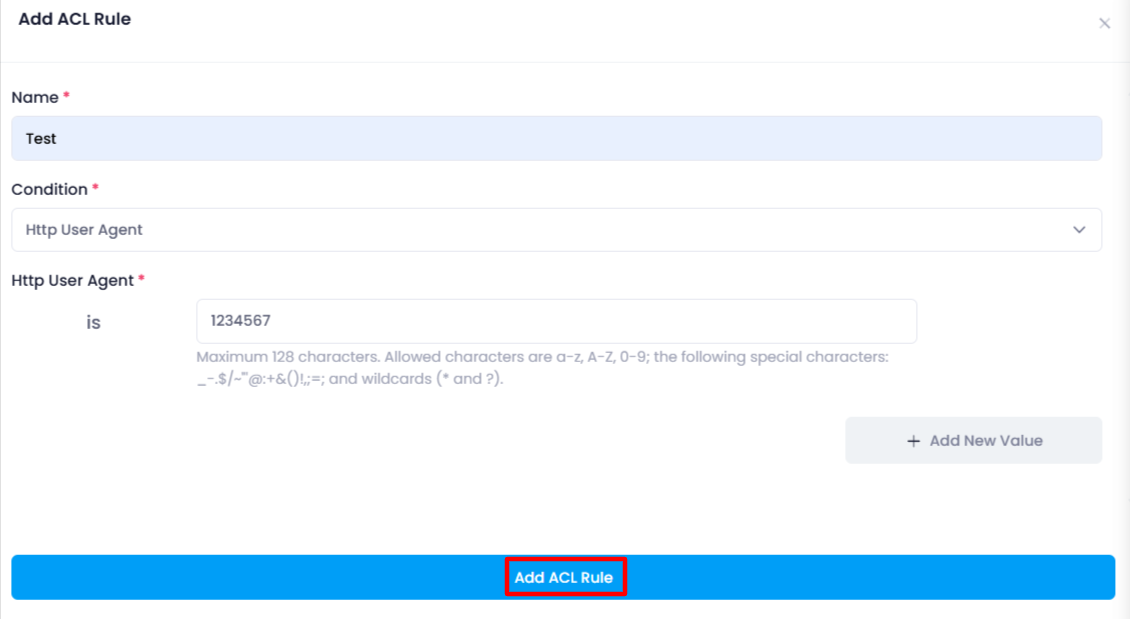 Add ACL Rule
Name *
Test
Condition *
Http User Agent
Http User Agent *
is
1234567
Maximum 128 characters. Allowed characters are a-z, A-Z, 0-9; the following special characters:
_-.$/~'"@:+&()!,;=; and wildcards (* and ?).
+ Add New Value
Add ACL Rule